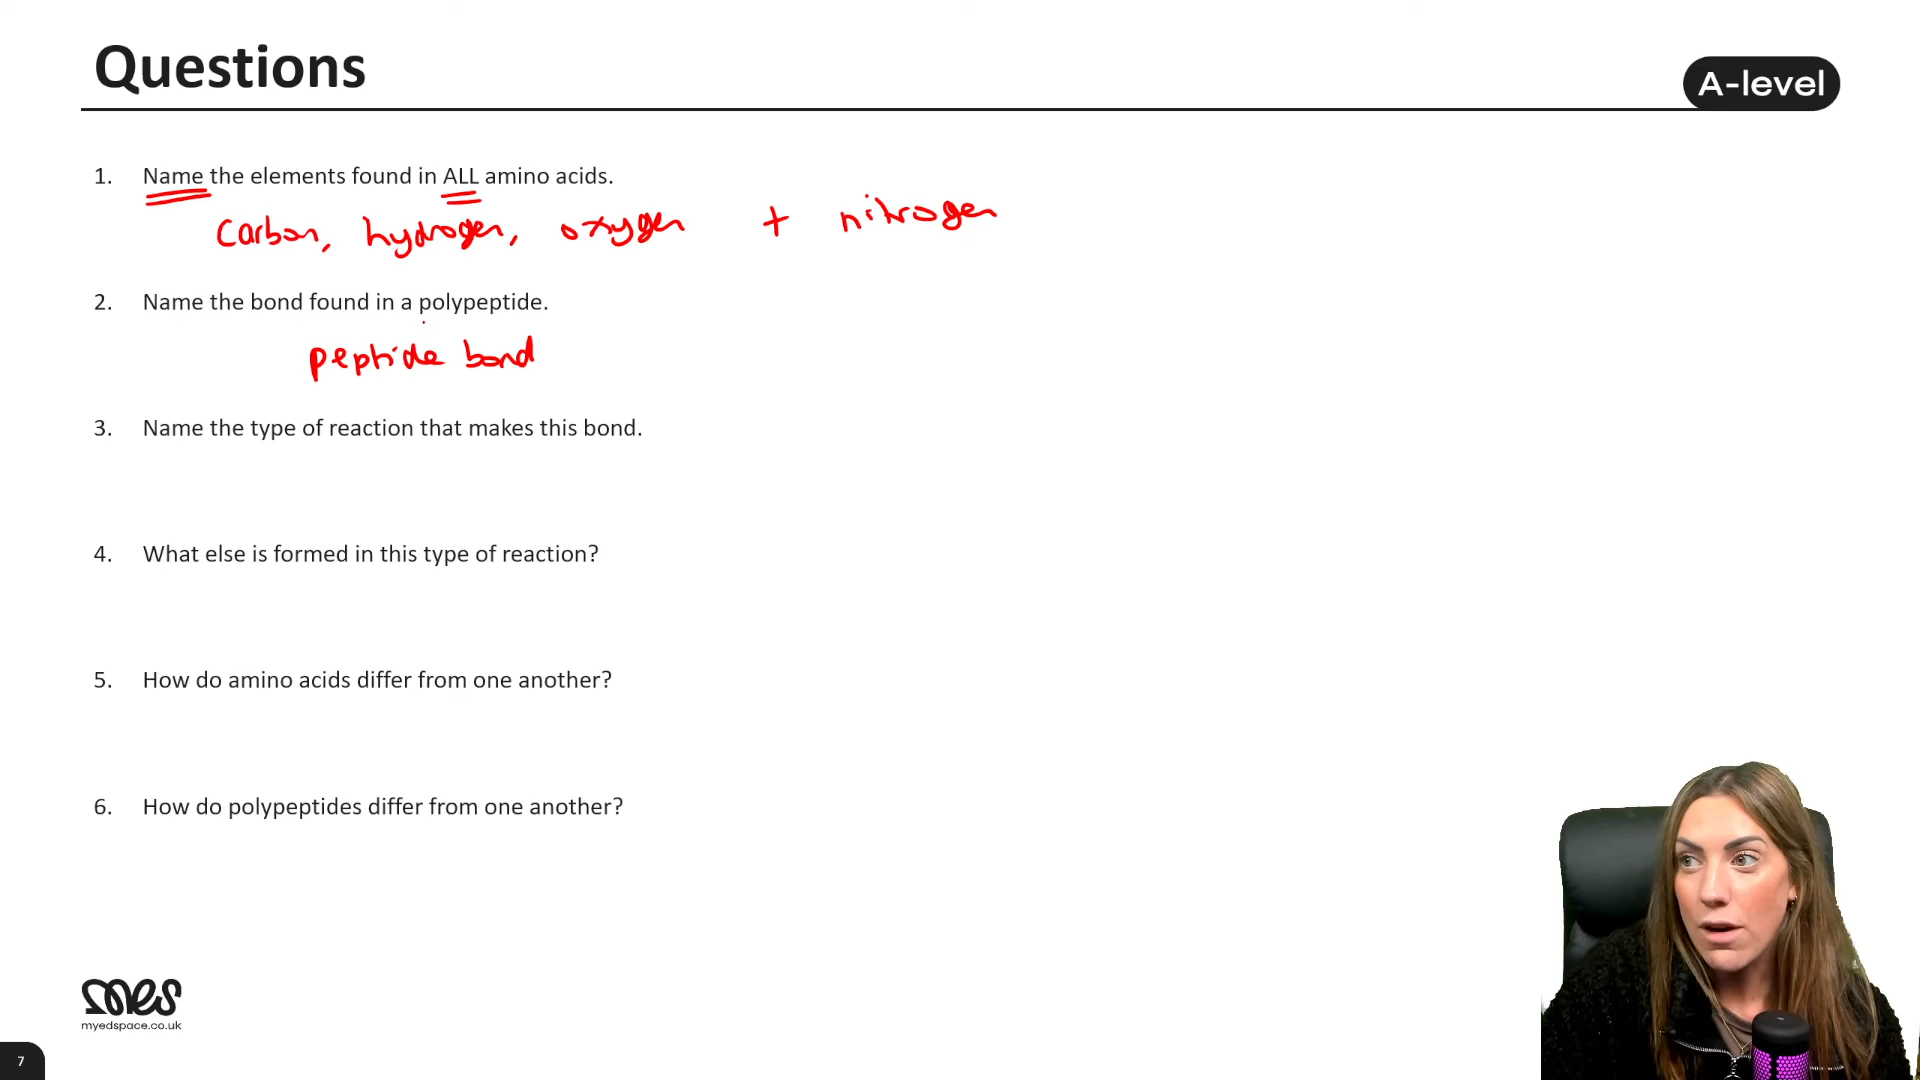 Questions
A-level
1. Name the elements found in ALL amino acids.
Carbon, hydrogen, oxygen + nitrogen
2. Name the bond found in a polypeptide.
peptide bond
3. Name the type of reaction that makes this bond.
4. What else is formed in this type of reaction?
5. How do amino acids differ from one another?
6. How do polypeptides differ from one another?
mes
myedspace.co.uk
7